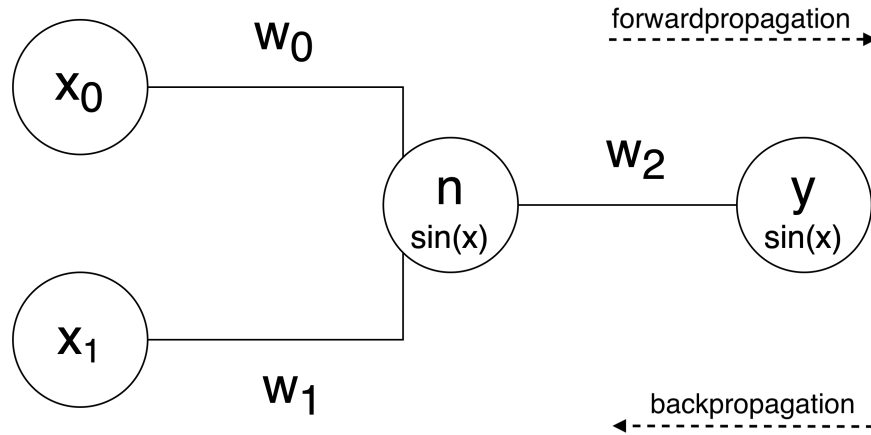 w₀
forwardpropagation
x₀
w₂
n
sin(x)
y
sin(x)
x₁
w₁
backpropagation